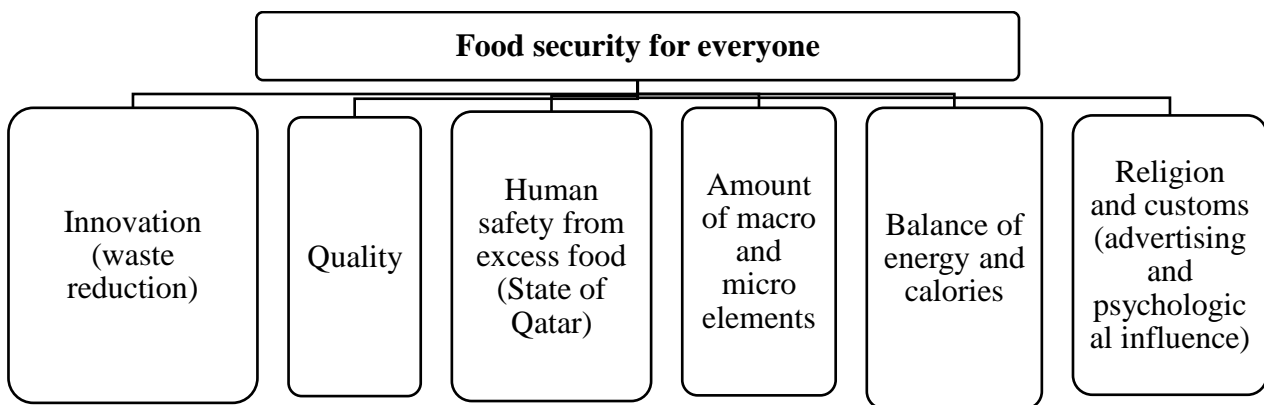 Food security for everyone
Innovation
(waste
reduction)
Quality
Human
safety from
excess food
(State of
Qatar)
Amount
of macro
and
micro
elements
Balance of
energy and
calories
Religion
and customs
(advertising
and
psychologic
al influence)